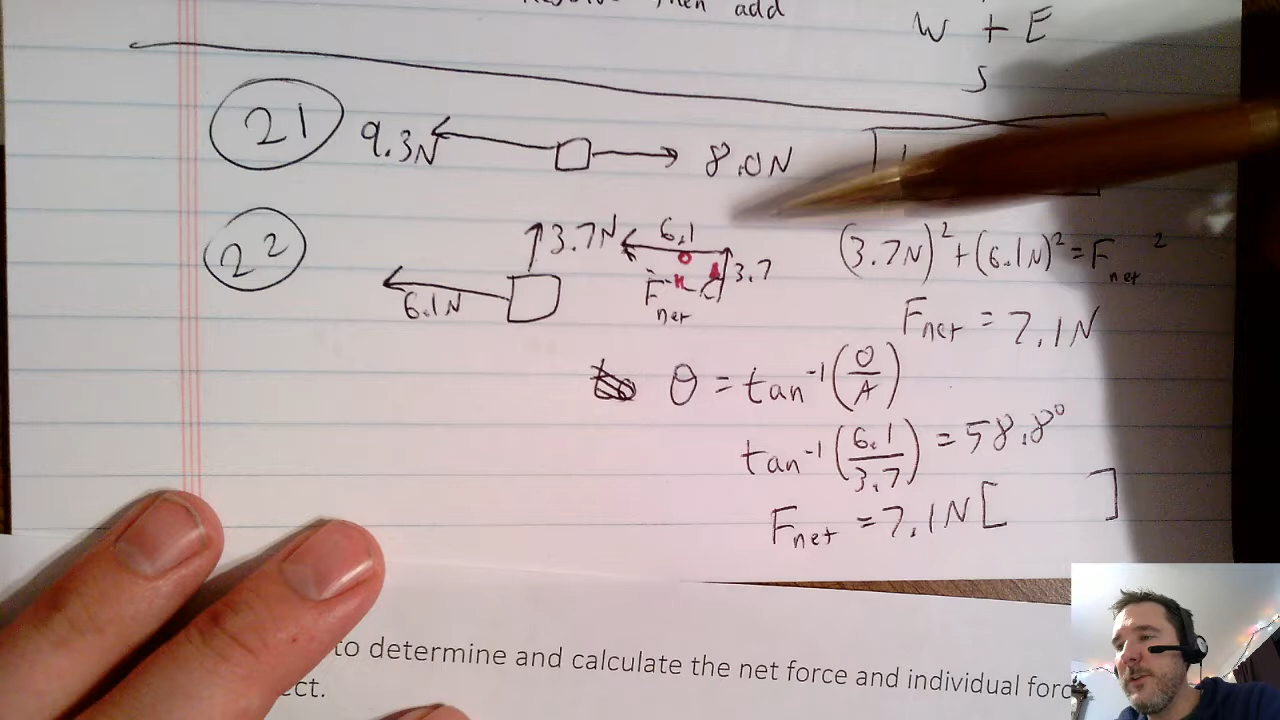 then add
W + E
S
21 9.3N 8.0N
22 6.1N 3.7N 6.1 3.7 Fnet O H A
(3.7N)² + (6.1N)² = Fnet²
Fnet = 7.1N
θ = tan⁻¹(O/A)
tan⁻¹(6.1/3.7) = 58.8°
Fnet = 7.1N [ ]
to determine and calculate the net force and individual forc
ect.